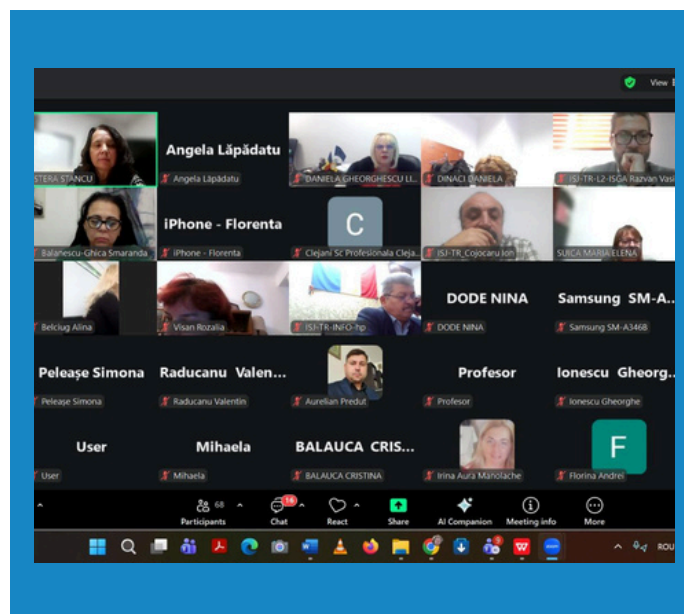 View
STERA STANCU
Angela Lăpădatu
Angela Lăpădatu
DANIELA GHEORGHESCU LI...
DINACI DANIELA
ISJ-TR-L2-ISGA Razvan Vasi
Balanescu-Ghica Smaranda
iPhone - Florenta
iPhone - Florenta
C
Clejani Sc Profesionala Cleja...
ISJ-TR_Cojocaru Ion
SUICA MARIA ELENA
Belciug Alina
Visan Rozalia
ISJ-TR-INFO-hp
DODE NINA
DODE NINA
Samsung SM-A...
Samsung SM-A346B
Peleașe Simona
Peleașe Simona
Raducanu Valen...
Raducanu Valentin
Aurelian Predut
Profesor
Profesor
Ionescu Gheorg...
Ionescu Gheorghe
User
User
Mihaela
Mihaela
BALAUCA CRIS...
BALAUCA CRISTINA
Irina Aura Manolache
F
Florina Andrei
68
Participants
16
Chat
React
Share
AI Companion
Meeting info
More
ROU